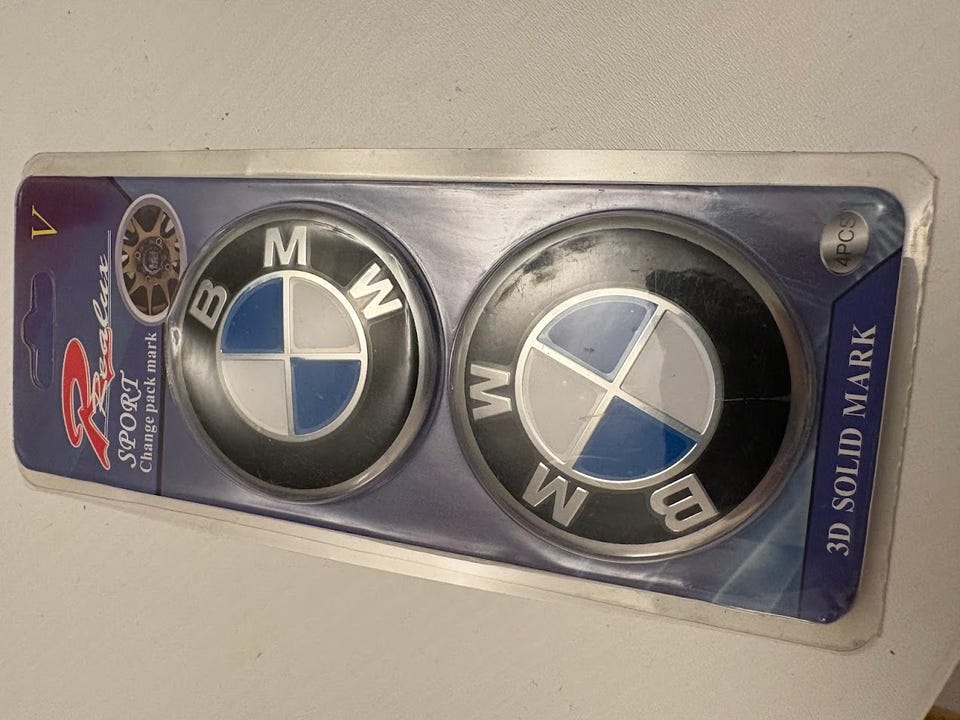 V
Realux
SPORT
Change pack mark
BMW
BMW
4PCS
3D SOLID MARK